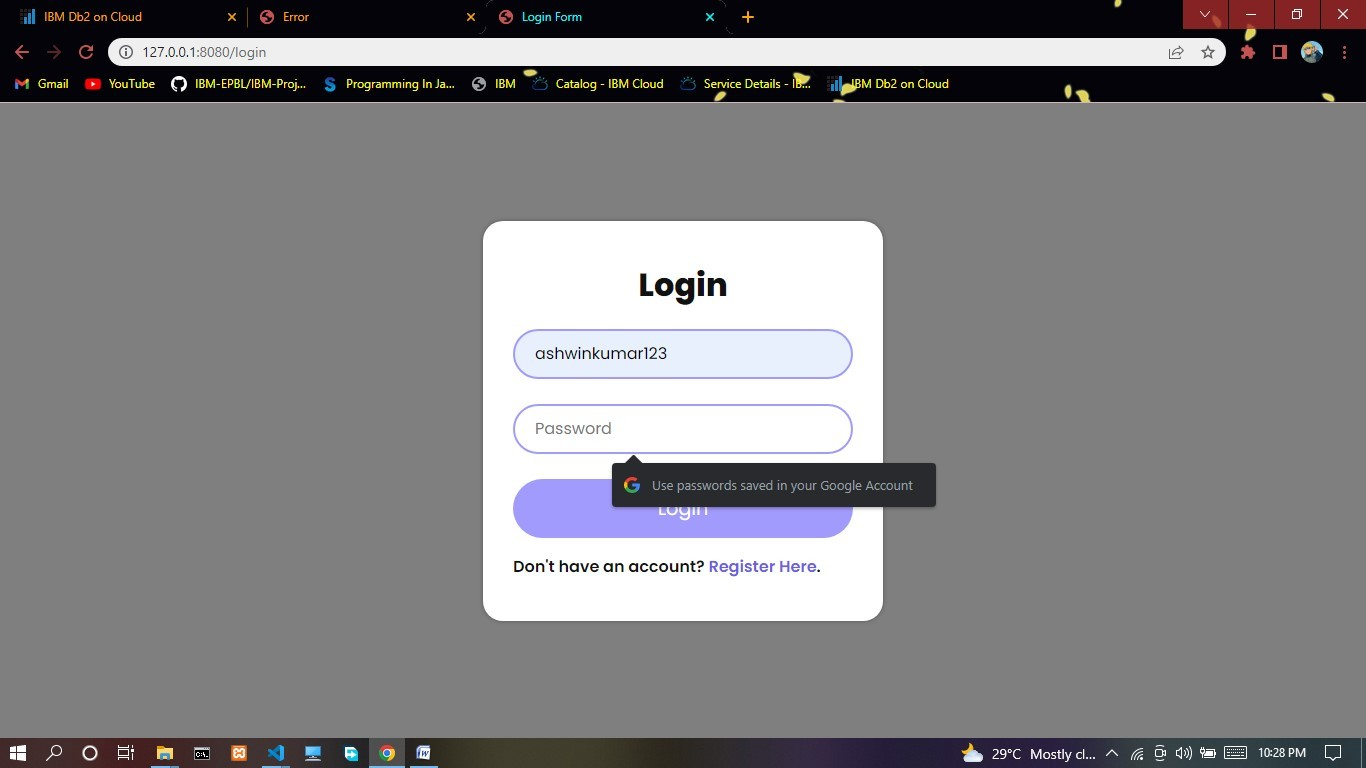 IBM Db2 on Cloud
Error
Login Form
127.0.0.1:8080/login
Gmail
YouTube
IBM-EPBL/IBM-Proj...
Programming In Ja...
IBM
Catalog - IBM Cloud
Service Details - IB...
IBM Db2 on Cloud
Login
ashwinkumar123
Password
Use passwords saved in your Google Account
Login
Don't have an account? Register Here.
29°C Mostly cl...
10:28 PM